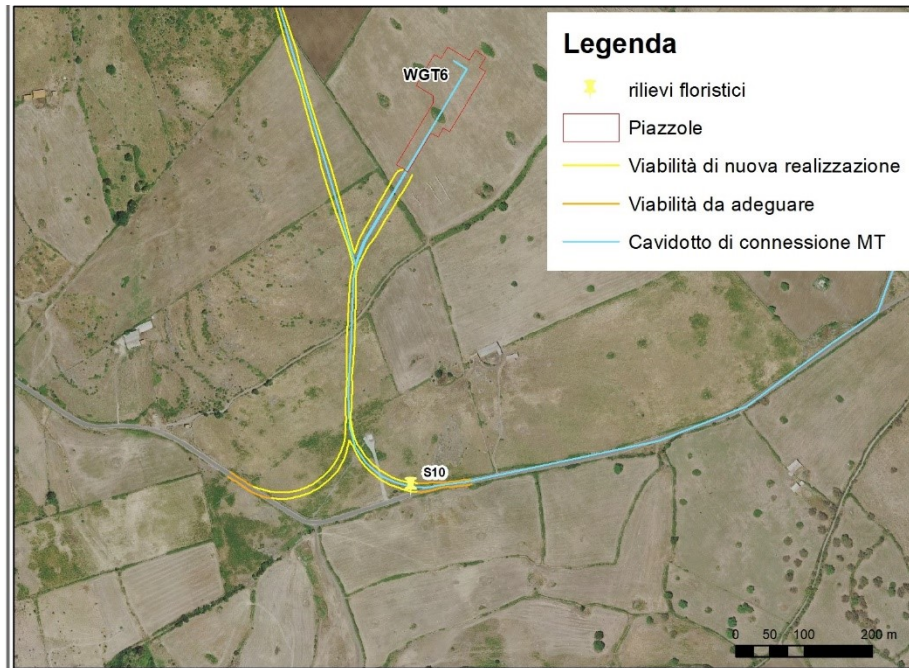 Legenda
WGT6
rilievi floristici
Piazzole
Viabilità di nuova realizzazione
Viabilità da adeguare
Cavidotto di connessione MT
S10
0 50 100 200 m